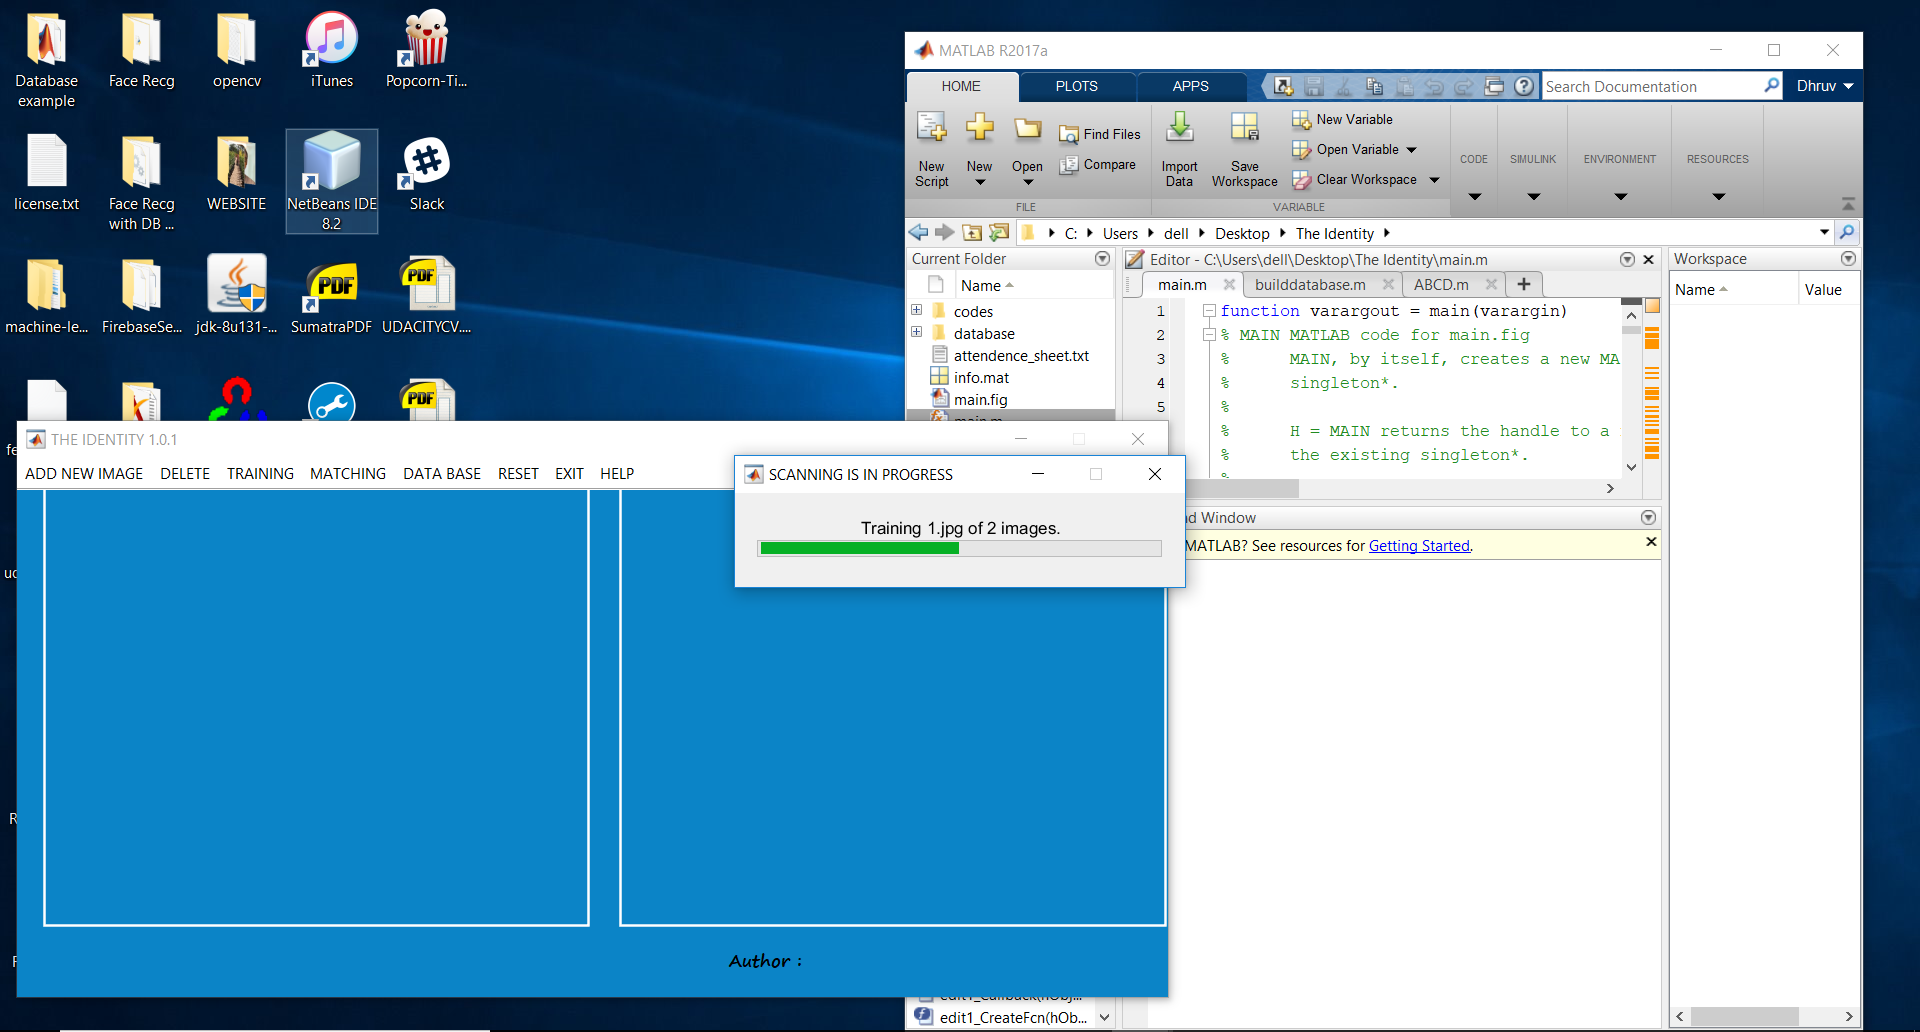 Database
example
Face Recg
opencv
iTunes
Popcorn-Ti...
license.txt
Face Recg
with DB ...
WEBSITE
NetBeans IDE
8.2
Slack
machine-le...
FirebaseSe...
jdk-8u131-...
SumatraPDF
UDACITYCV....
PDF
PDF
PDF
MATLAB R2017a
HOME
PLOTS
APPS
Search Documentation
Dhruv
New
Script
New
Open
Find Files
Compare
Import
Data
Save
Workspace
New Variable
Open Variable
Clear Workspace
CODE
SIMULINK
ENVIRONMENT
RESOURCES
FILE
VARIABLE
C:
Users
dell
Desktop
The Identity
Current Folder
Name
codes
database
attendence_sheet.txt
info.mat
main.fig
main.m
Editor - C:\Users\dell\Desktop\The Identity\main.m
main.m
builddatabase.m
ABCD.m
1 function varargout = main(varargin)
2 % MAIN MATLAB code for main.fig
3 % MAIN, by itself, creates a new MA
4 % singleton*.
5 %
% H = MAIN returns the handle to a
% the existing singleton*.
%
Workspace
Name
Value
THE IDENTITY 1.0.1
ADD NEW IMAGE
DELETE
TRAINING
MATCHING
DATA BASE
RESET
EXIT
HELP
SCANNING IS IN PROGRESS
Training 1.jpg of 2 images.
d Window
MATLAB? See resources for Getting Started.
Author :
edit1_Callback(hObj...
edit1_CreateFcn(hOb...